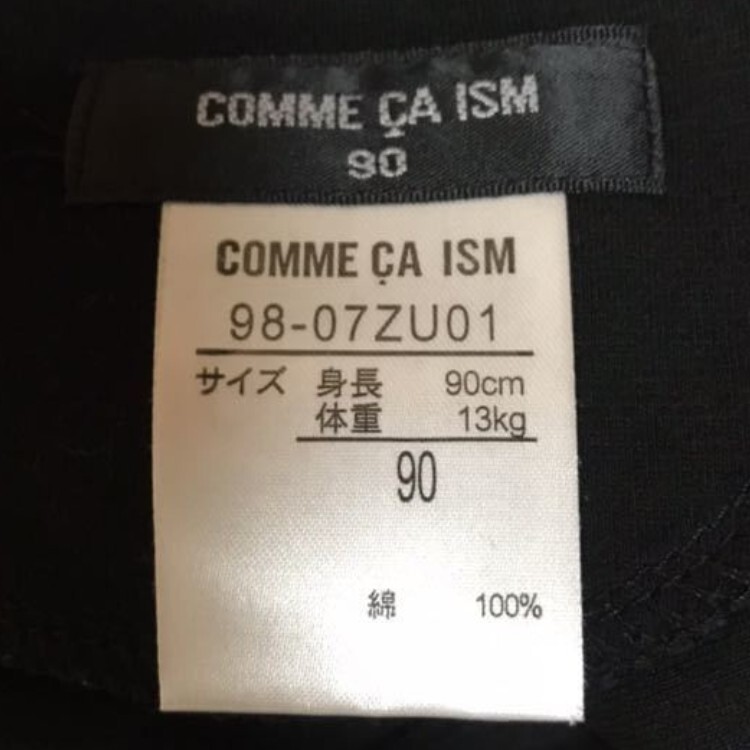 COMME ÇA ISM
90
COMME ÇA ISM
98-07ZU01
サイズ 身長 90cm
体重 13kg
90
綿 100%